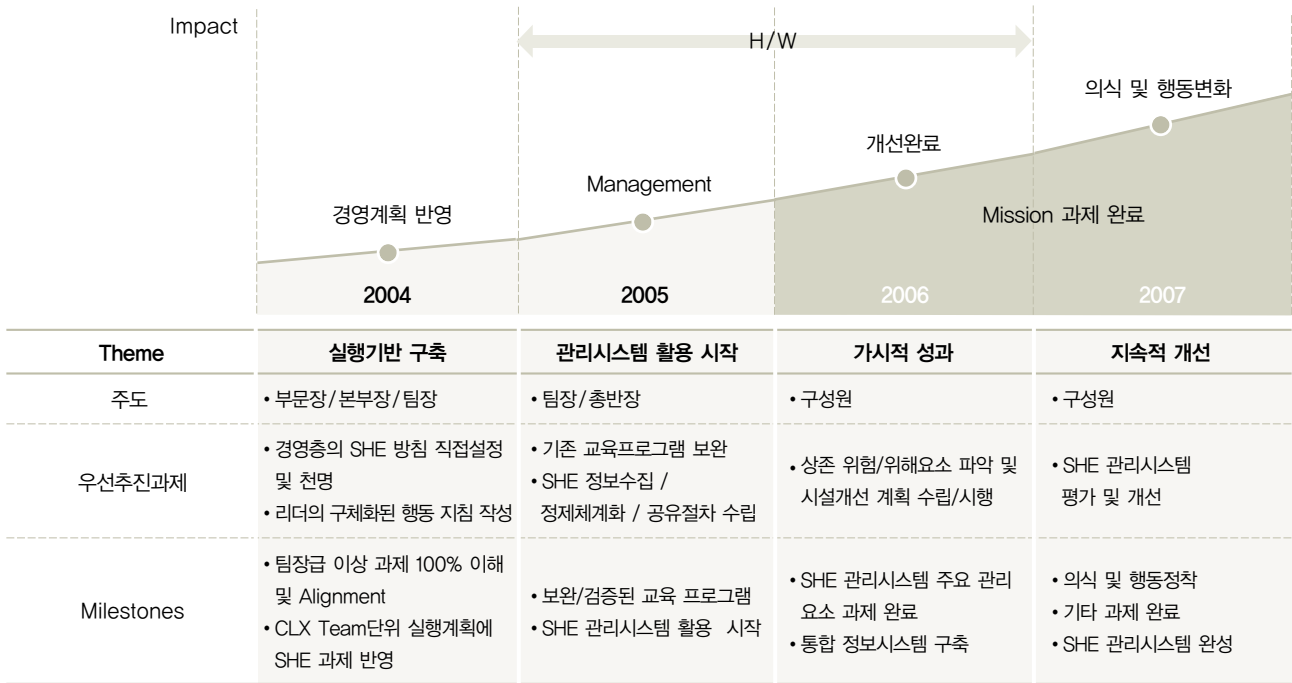 Impact
H/W
의식 및 행동변화
개선완료
Management
경영계획 반영
Mission 과제 완료
2004 2005 2006 2007
Theme 실행기반 구축 관리시스템 활용 시작 가시적 성과 지속적 개선
주도 • 부문장/본부장/팀장 • 팀장/총반장 • 구성원 • 구성원
우선추진과제
• 경영층의 SHE 방침 직접설정
및 천명
• 리더의 구체화된 행동 지침 작성
• 기존 교육프로그램 보완
• SHE 정보수집 /
정제체계화 / 공유절차 수립
• 상존 위험/위해요소 파악 및
시설개선 계획 수립/시행
• SHE 관리시스템
평가 및 개선
Milestones
• 팀장급 이상 과제 100% 이해
및 Alignment
• CLX Team단위 실행계획에
SHE 과제 반영
• 보완/검증된 교육 프로그램
• SHE 관리시스템 활용 시작
• SHE 관리시스템 주요 관리
요소 과제 완료
• 통합 정보시스템 구축
• 의식 및 행동정착
• 기타 과제 완료
• SHE 관리시스템 완성